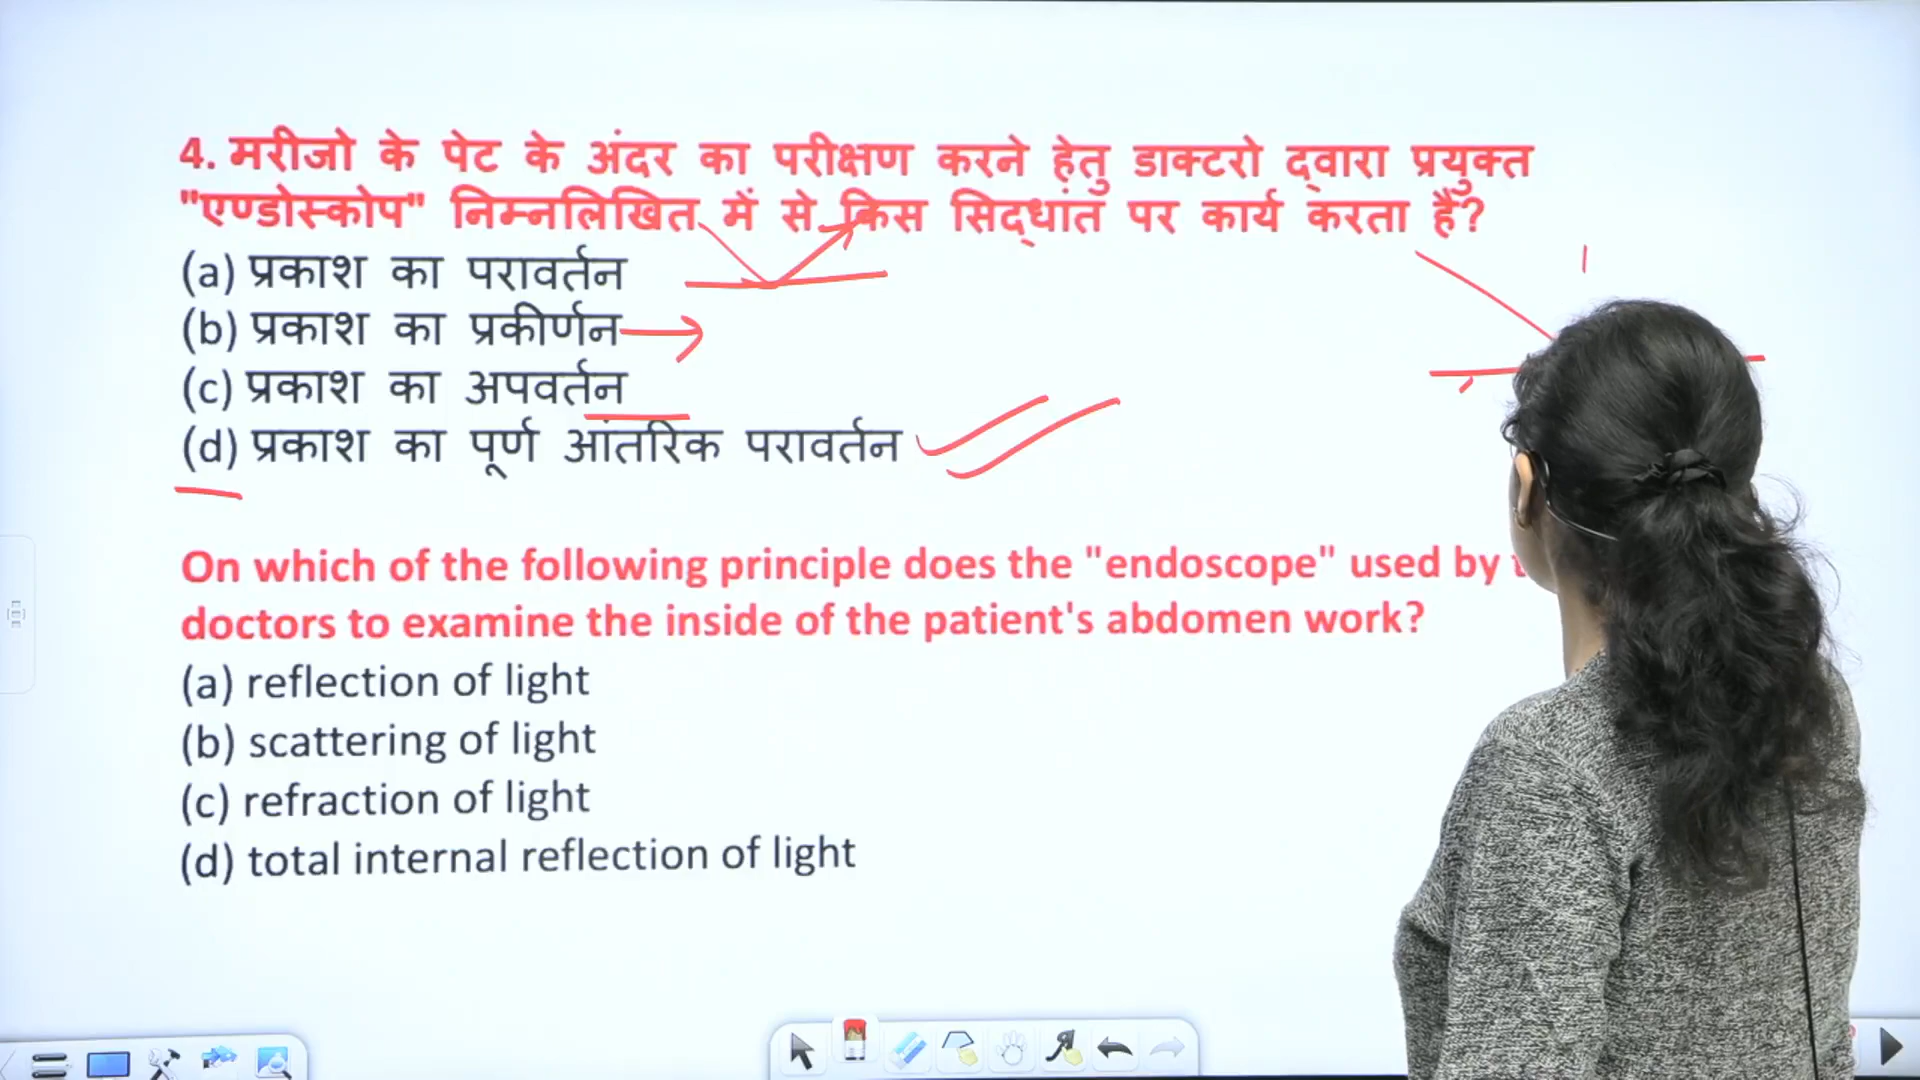 4. मरीजो के पेट के अंदर का परीक्षण करने हेतु डाक्टरो द्वारा प्रयुक्त
"एण्डोस्कोप" निम्नलिखित में से किस सिद्धांत पर कार्य करता हैं?
(a) प्रकाश का परावर्तन
(b) प्रकाश का प्रकीर्णन
(c) प्रकाश का अपवर्तन
(d) प्रकाश का पूर्ण आंतरिक परावर्तन
On which of the following principle does the "endoscope" used by
doctors to examine the inside of the patient's abdomen work?
(a) reflection of light
(b) scattering of light
(c) refraction of light
(d) total internal reflection of light